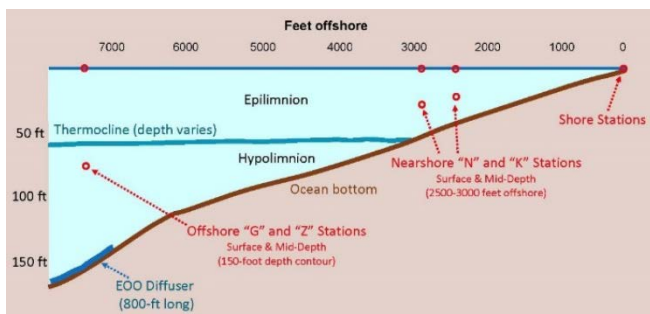 Feet offshore
7000 6000 5000 4000 3000 2000 1000 0
Epilimnion
Shore Stations
50 ft
Thermocline (depth varies)
Hypolimnion
Nearshore "N" and "K" Stations
Surface & Mid-Depth
(2500-3000 feet offshore)
Ocean bottom
100 ft
Offshore "G" and "Z" Stations
Surface & Mid-Depth
(150-foot depth contour)
150 ft
EOO Diffuser
(800-ft long)